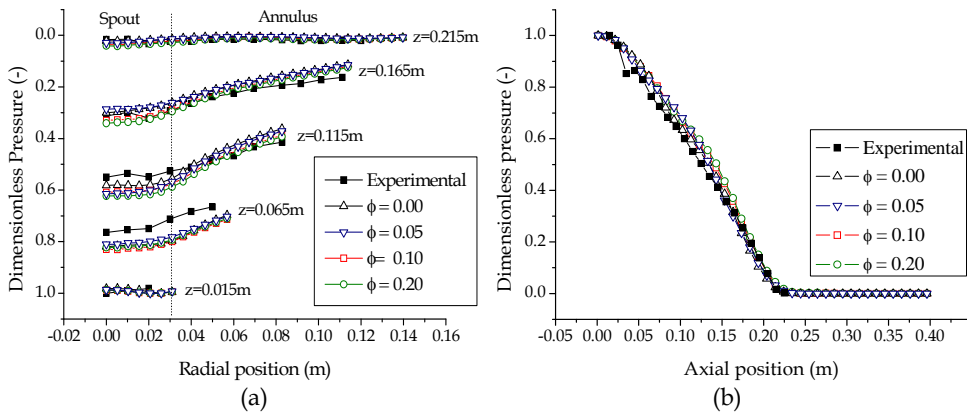 Spout Annulus
0.0
0.2
0.4
0.6
0.8
1.0
Dimensionless Pressure (-)
z=0.215m
z=0.165m
z=0.115m
z=0.065m
z=0.015m
Experimental
ϕ = 0.00
ϕ = 0.05
ϕ= 0.10
ϕ = 0.20
-0.02 0.00 0.02 0.04 0.06 0.08 0.10 0.12 0.14 0.16
Radial position (m)
(a)
1.0
0.8
0.6
0.4
0.2
0.0
Dimensionless pressure (-)
Experimental
ϕ = 0.00
ϕ = 0.05
ϕ = 0.10
ϕ = 0.20
-0.05 0.00 0.05 0.10 0.15 0.20 0.25 0.30 0.35 0.40
Axial position (m)
(b)